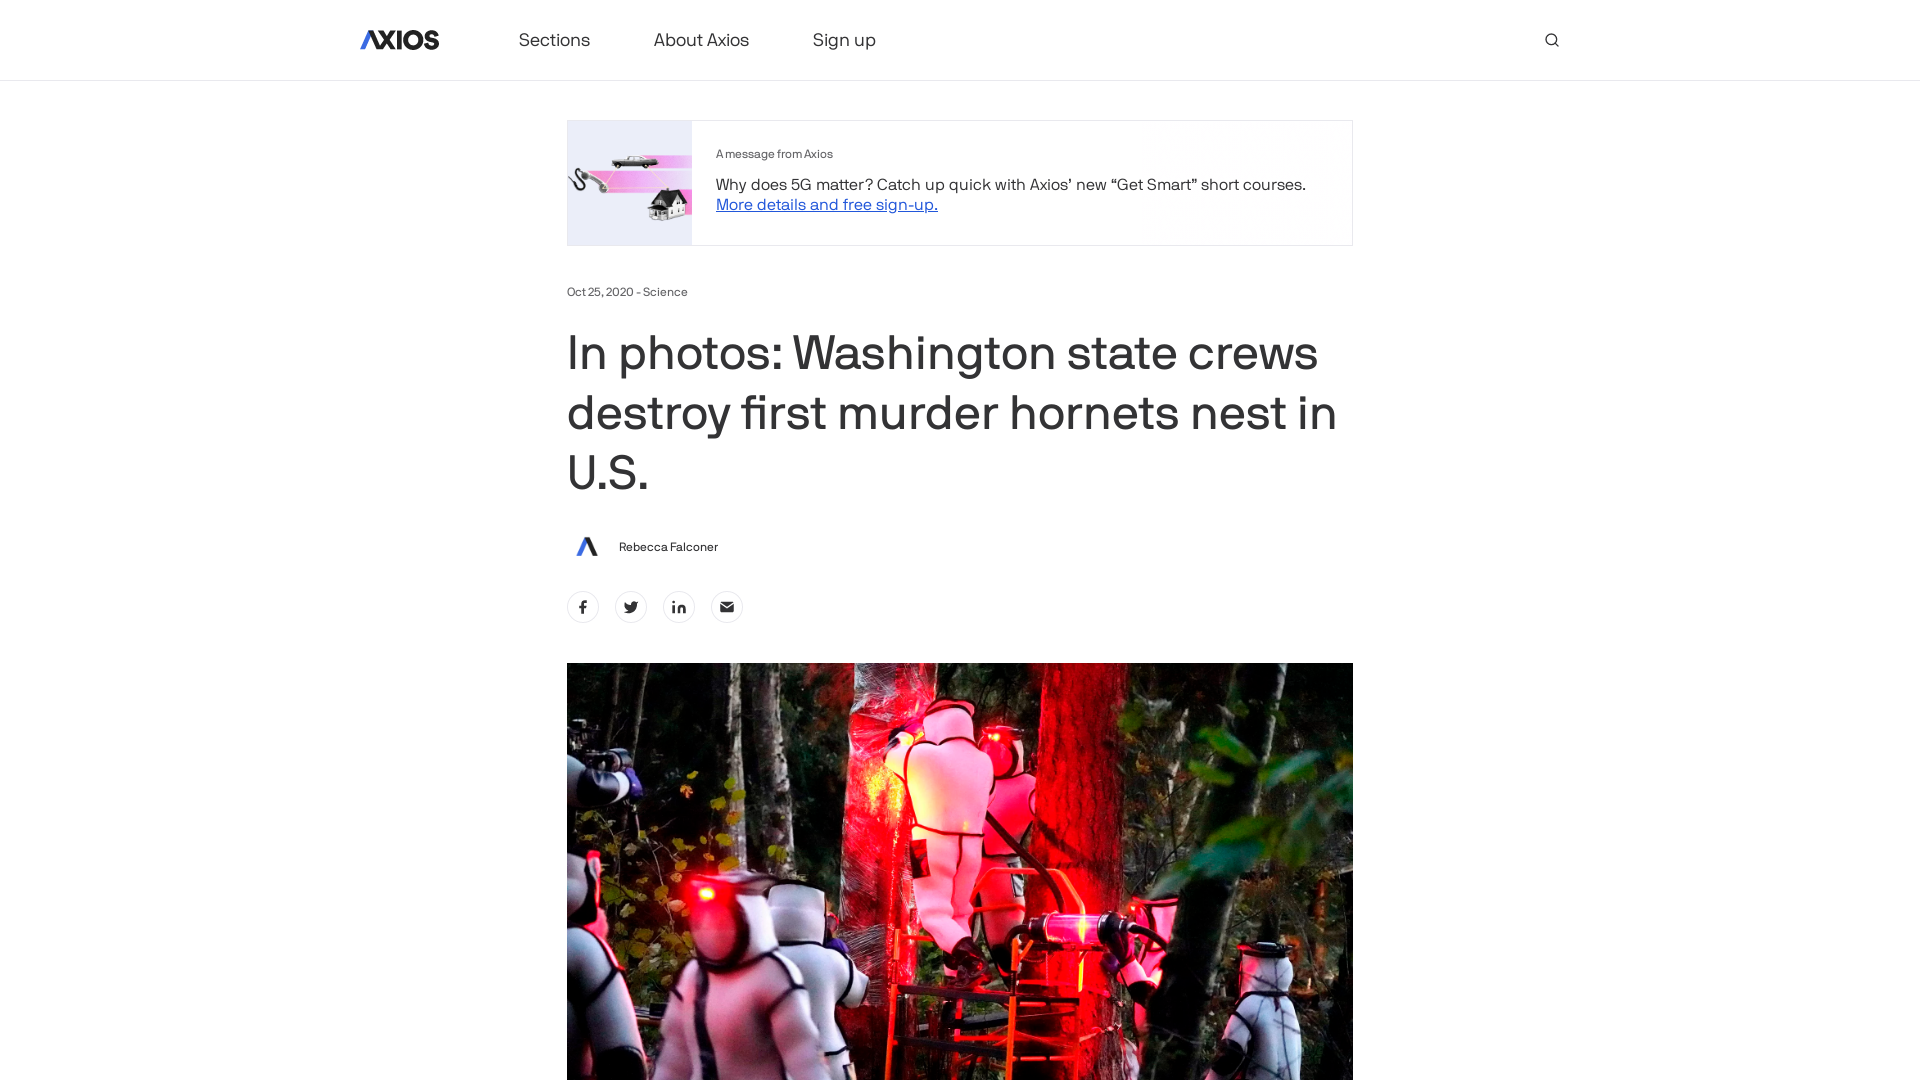 AXIOS
Sections
About Axios
Sign up
A message from Axios
Why does 5G matter? Catch up quick with Axios’ new “Get Smart” short courses.
More details and free sign-up.
Oct 25, 2020 - Science
In photos: Washington state crews
destroy first murder hornets nest in
U.S.
Rebecca Falconer